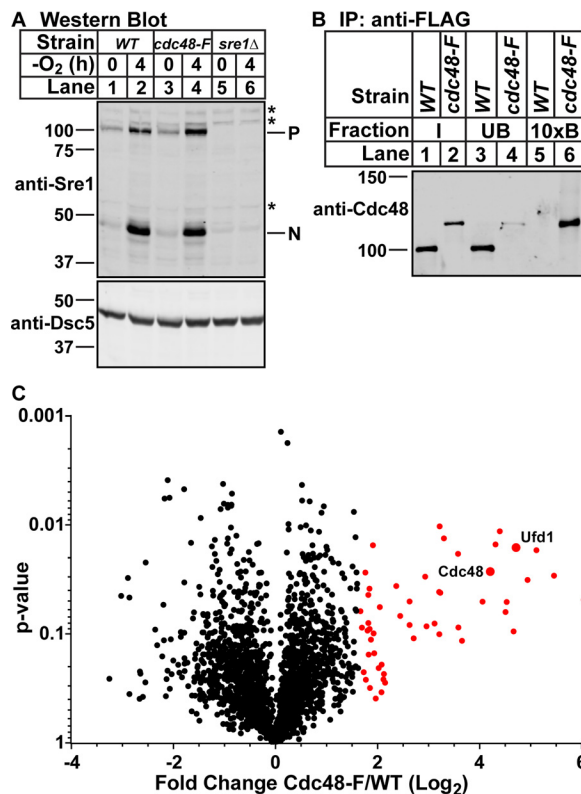 A Western Blot
Strain WT cdc48-F sre1Δ
-O2 (h) 0 4 0 4 0 4
Lane 1 2 3 4 5 6
*
*
100 P
75
anti-Sre1
*
50
N
37
50
anti-Dsc5
37
B IP: anti-FLAG
Strain WT cdc48-F WT cdc48-F WT cdc48-F
Fraction I UB 10xB
Lane 1 2 3 4 5 6
150
anti-Cdc48
100
C
0.001
0.01
Ufd1
Cdc48
p-value
0.1
1
-4 -2 0 2 4 6
Fold Change Cdc48-F/WT (Log2)